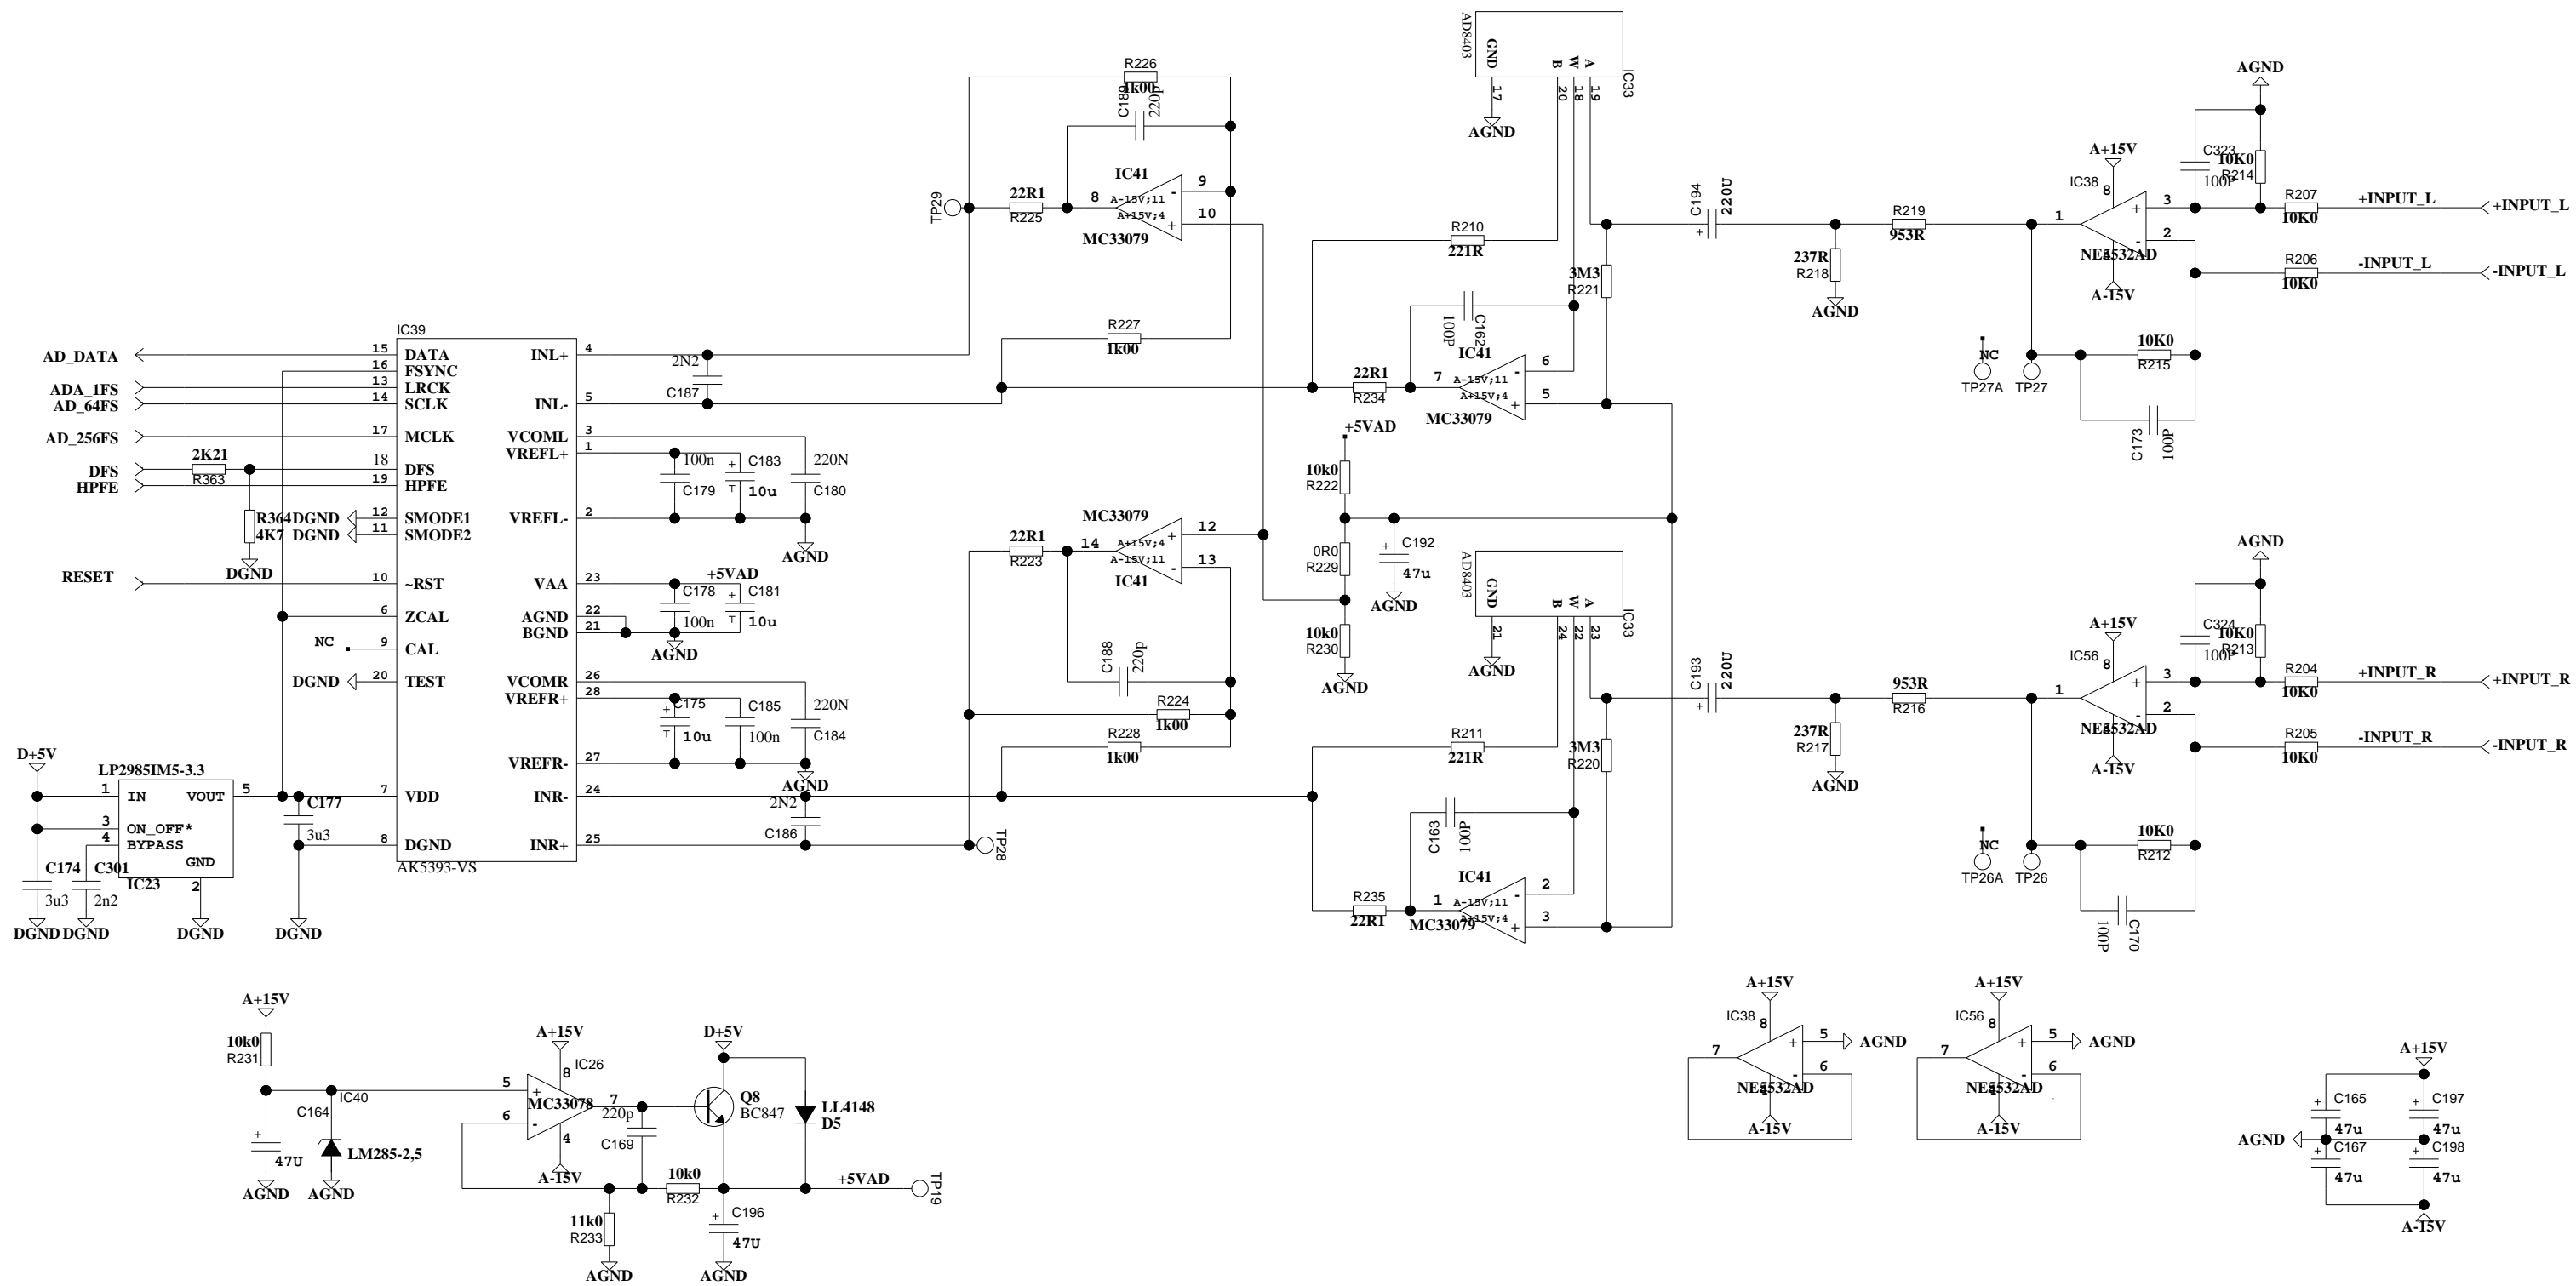 AD8403
GND
B
W
A
IC33
17
20
18
19
AGND
R226
1k00
C189
220p
IC41
A-15V;11
A+15V;4
8
9
10
MC33079
22R1
R225
TP29
R210
221R
C194
220U
3M3
R221
R219
953R
237R
R218
AGND
A+15V
IC38
8
1
3
2
NE5532AD
4
A-15V
AGND
C323
100P
10K0
R214
R207
10K0
+INPUT_L
+INPUT_L
R206
10K0
-INPUT_L
-INPUT_L
10K0
R215
C173
100P
NC
TP27A
TP27
R227
1k00
C162
100P
IC41
A-15V;11
A+15V;4
7
6
5
MC33079
22R1
R234
IC39
AD_DATA
15
DATA
16
FSYNC
ADA_1FS
13
LRCK
AD_64FS
14
SCLK
AD_256FS
17
MCLK
DFS
2K21
R363
18
DFS
HPFE
19
HPFE
R364
4K7
DGND
DGND
12
SMODE1
DGND
11
SMODE2
RESET
10
~RST
6
ZCAL
NC
9
CAL
DGND
20
TEST
7
VDD
8
DGND
AK5393-VS
INL+
4
INL-
5
2N2
C187
VCOML
3
VREFL+
1
VREFL-
2
100n
C179
C183
10u
220N
C180
AGND
VAA
23
AGND
22
BGND
21
+5VAD
C178
100n
C181
10u
AGND
VCOMR
26
VREFR+
28
VREFR-
27
C175
10u
C185
100n
220N
C184
AGND
INR-
24
INR+
25
2N2
C186
TP28
MC33079
A+15V;4
A-15V;11
14
12
13
IC41
22R1
R223
C188
220p
R224
1k00
R228
1k00
+5VAD
10k0
R222
0R0
R229
C192
47u
AGND
10k0
R230
AGND
AD8403
GND
B
W
A
IC33
21
24
22
23
AGND
R211
221R
C193
220U
3M3
R220
953R
R216
237R
R217
AGND
A+15V
IC56
8
1
3
2
NE5532AD
4
A-15V
AGND
C324
100P
10K0
R213
R204
10K0
+INPUT_R
+INPUT_R
R205
10K0
-INPUT_R
-INPUT_R
10K0
R212
C170
100P
NC
TP26A
TP26
C163
100P
IC41
A-15V;11
A+15V;4
1
2
3
MC33079
R235
22R1
D+5V
LP2985IM5-3.3
1
IN
VOUT
5
3
ON_OFF*
4
BYPASS
GND
2
IC23
C174
3u3
C301
2n2
C177
3u3
DGND
DGND
DGND
DGND
A+15V
10k0
R231
C164
47U
IC40
LM285-2,5
AGND
AGND
A+15V
IC26
8
5
6
7
MC33078
4
A-15V
220p
C169
10k0
R232
11k0
R233
AGND
D+5V
Q8
BC847
LL4148
D5
+5VAD
TP19
C196
47U
AGND
A+15V
IC38
8
7
5
6
AGND
NE5532AD
4
A-15V
A+15V
IC56
8
7
5
6
AGND
NE5532AD
4
A-15V
A+15V
C165
47u
C197
47u
AGND
C167
47u
C198
47u
A-15V